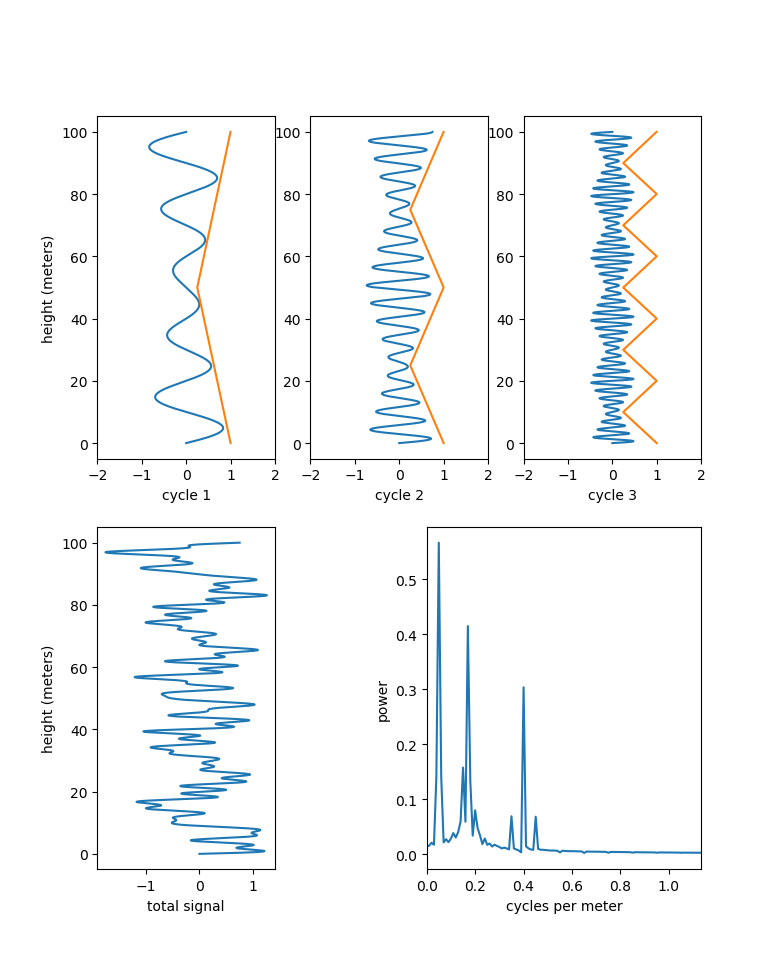 100
80
60
40
20
0
height (meters)
−2 −1 0 1 2
cycle 1
100
80
60
40
20
0
−2 −1 0 1 2
cycle 2
100
80
60
40
20
0
−2 −1 0 1 2
cycle 3
100
80
60
40
20
0
height (meters)
−1 0 1
total signal
0.5
0.4
0.3
0.2
0.1
0.0
power
0.0 0.2 0.4 0.6 0.8 1.0
cycles per meter